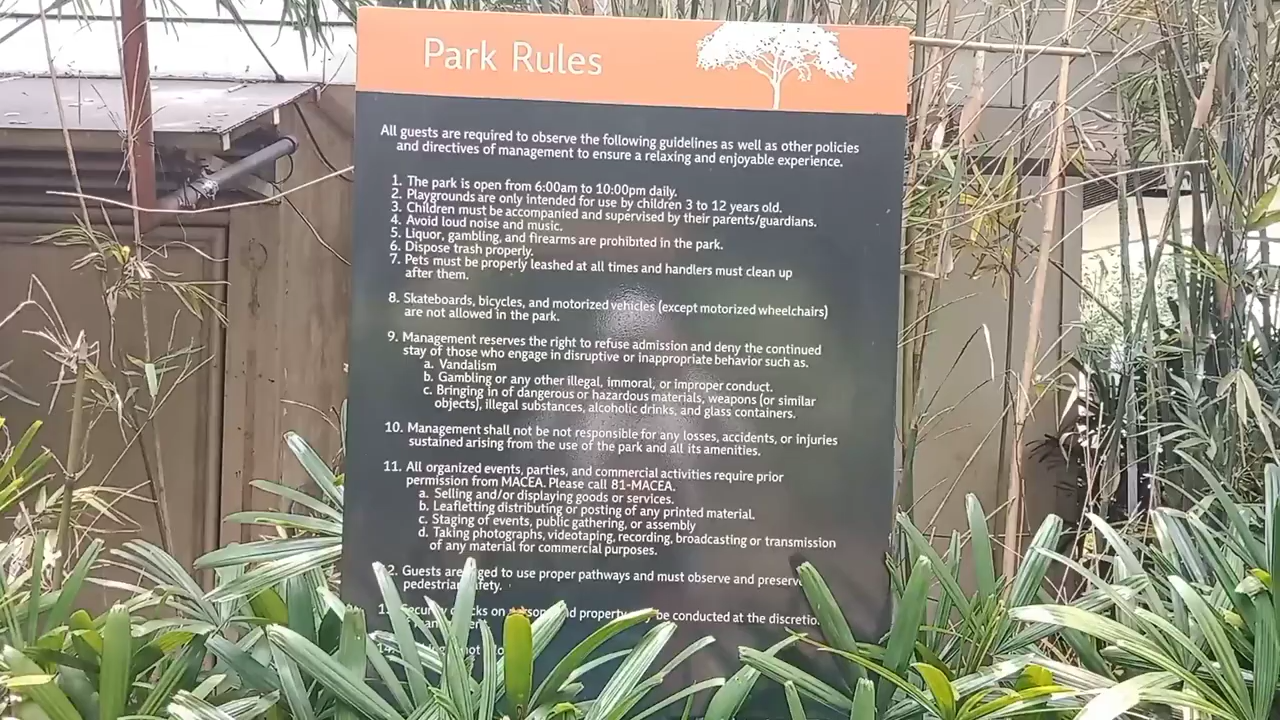 Park Rules
All guests are required to observe the following guidelines as well as other policies
and directives of management to ensure a relaxing and enjoyable experience.
1. The park is open from 6:00am to 10:00pm daily.
2. Playgrounds are only intended for use by children 3 to 12 years old.
3. Children must be accompanied and supervised by their parents/guardians.
4. Avoid loud noise and music.
5. Liquor, gambling, and firearms are prohibited in the park.
6. Dispose trash properly.
7. Pets must be properly leashed at all times and handlers must clean up
after them.
8. Skateboards, bicycles, and motorized vehicles (except motorized wheelchairs)
are not allowed in the park.
9. Management reserves the right to refuse admission and deny the continued
stay of those who engage in disruptive or inappropriate behavior such as.
a. Vandalism
b. Gambling or any other illegal, immoral, or improper conduct.
c. Bringing in of dangerous or hazardous materials, weapons (or similar
objects), illegal substances, alcoholic drinks, and glass containers.
10. Management shall not be not responsible for any losses, accidents, or injuries
sustained arising from the use of the park and all its amenities.
11. All organized events, parties, and commercial activities require prior
permission from MACEA. Please call 81-MACEA.
a. Selling and/or displaying goods or services.
b. Leafletting distributing or posting of any printed material.
c. Staging of events, public gathering, or assembly
d. Taking photographs, videotaping, recording, broadcasting or transmission
of any material for commercial purposes.
2. Guests are to use proper pathways and must observe and preserve
pedestrian
on and property be conducted at the